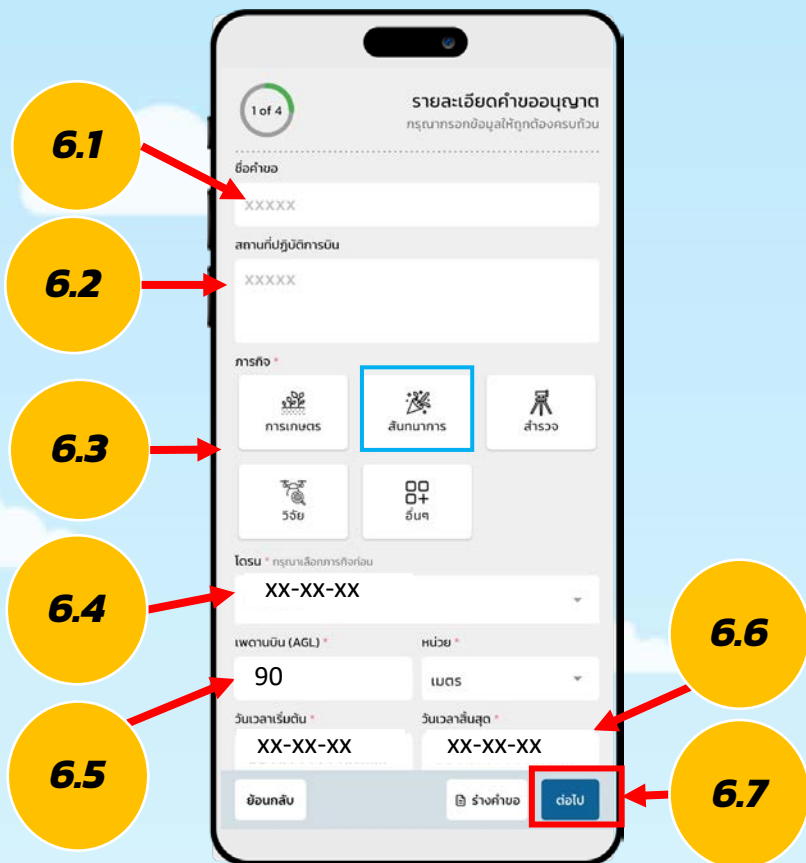 1 of 4
รายละเอียดคำขออนุญาต
กรุณากรอกข้อมูลให้ถูกต้องครบถ้วน
6.1
ชื่อคำขอ
xxxxx
6.2
สถานที่ปฏิบัติการบิน
xxxxx
6.3
ภารกิจ *
การเกษตร
สันทนาการ
สำรวจ
วิจัย
อื่นๆ
6.4
โดรน * กรุณาเลือกภารกิจก่อน
xx-xx-xx
6.5
เพดานบิน (AGL) *
หน่วย *
90
เมตร
6.6
วันเวลาเริ่มต้น *
วันเวลาสิ้นสุด *
xx-xx-xx
xx-xx-xx
ย้อนกลับ
ร่างคำขอ
ต่อไป
6.7